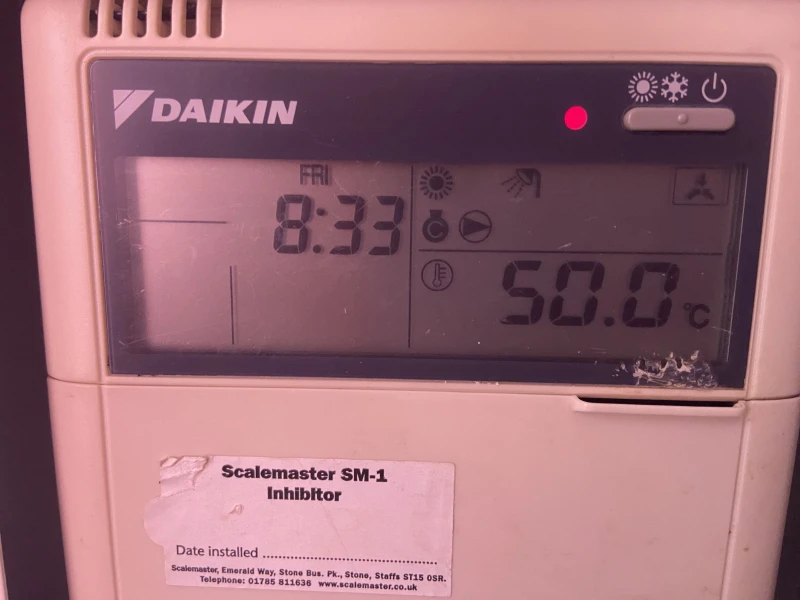 DAIKIN
FRI
8:33
50.0 °C
Scalemaster SM-1
Inhibitor
Date installed ........................................
Scalemaster, Emerald Way, Stone Bus. Pk., Stone, Staffs ST15 0SR.
Telephone: 01785 811636 www.scalemaster.co.uk